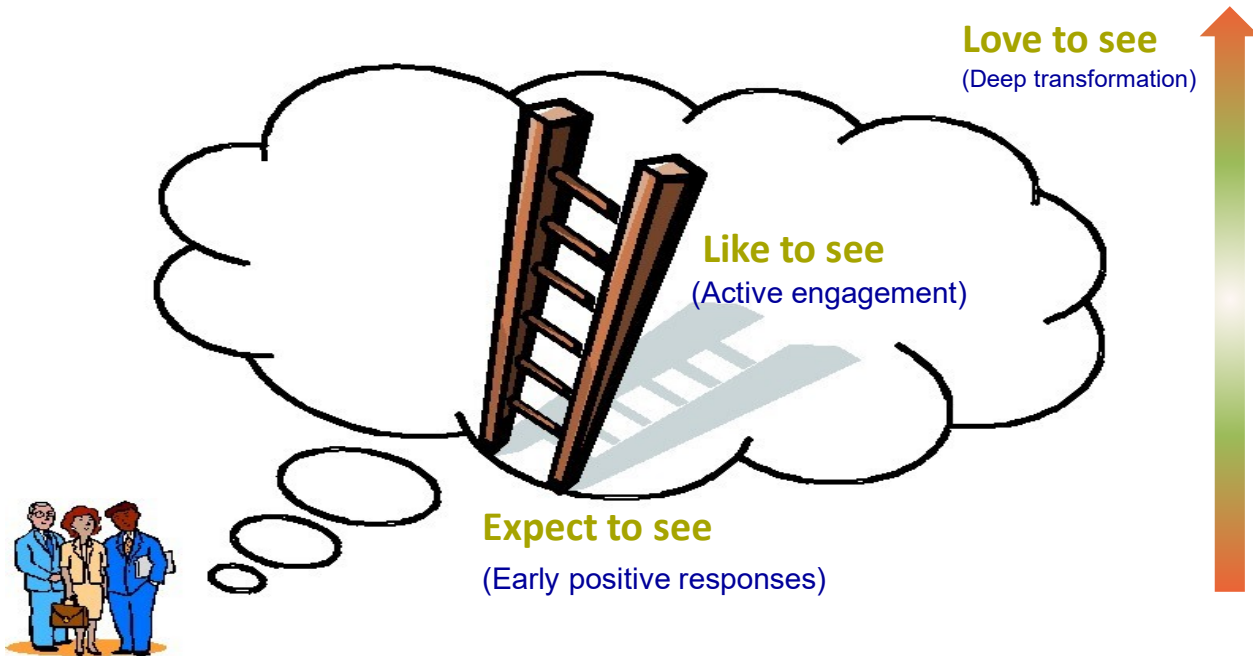 Love to see
(Deep transformation)
Like to see
(Active engagement)
Expect to see
(Early positive responses)